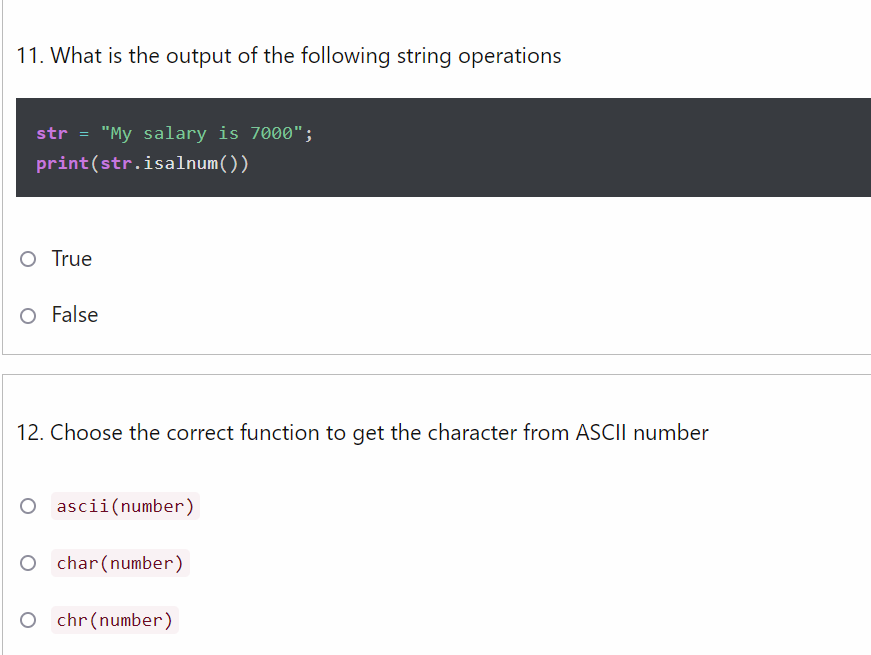 11. What is the output of the following string operations
str = "My salary is 7000";
print(str.isalnum())
True
False
12. Choose the correct function to get the character from ASCII number
ascii(number)
char(number)
chr(number)